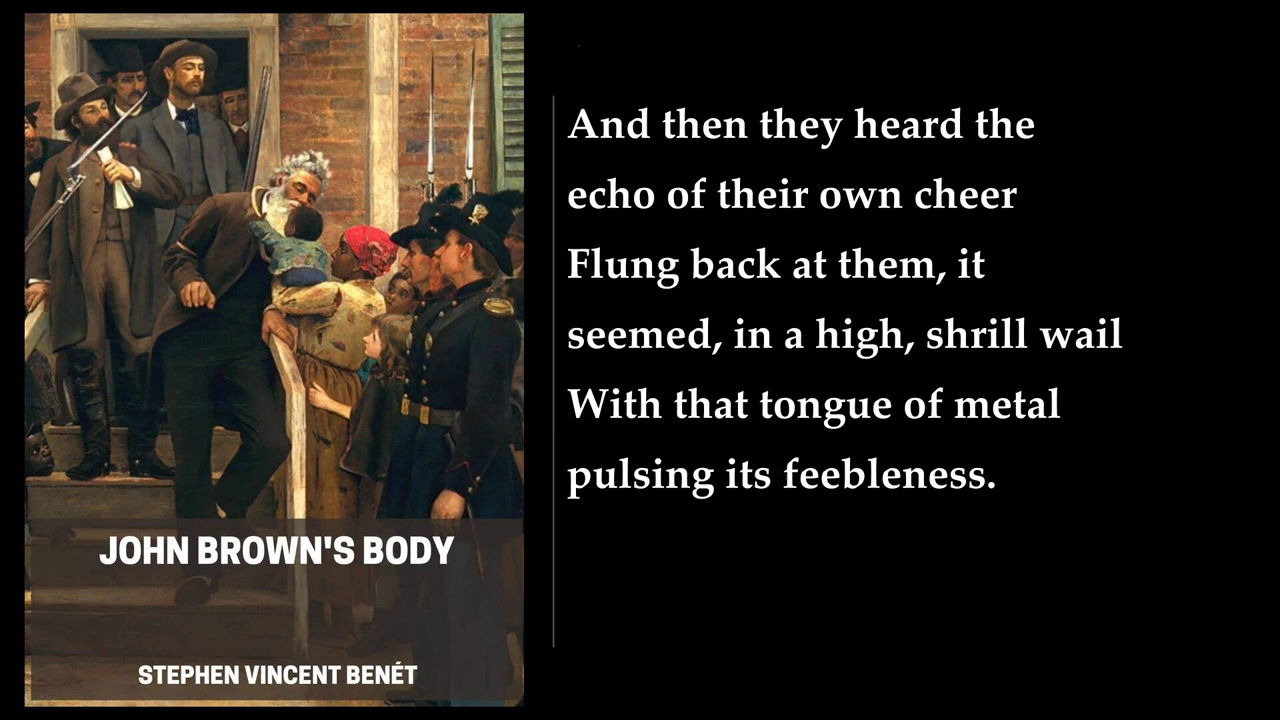 JOHN BROWN'S BODY
STEPHEN VINCENT BENÉT
And then they heard the
echo of their own cheer
Flung back at them, it
seemed, in a high, shrill wail
With that tongue of metal
pulsing its feebleness.